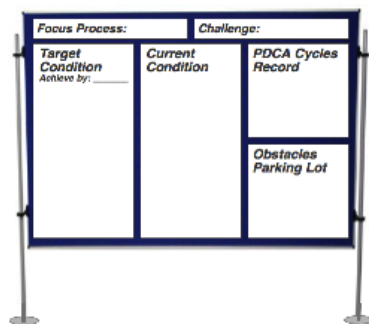 Focus Process:
Challenge:
Target
Condition
Achieve by: ______
Current
Condition
PDCA Cycles
Record
Obstacles
Parking Lot